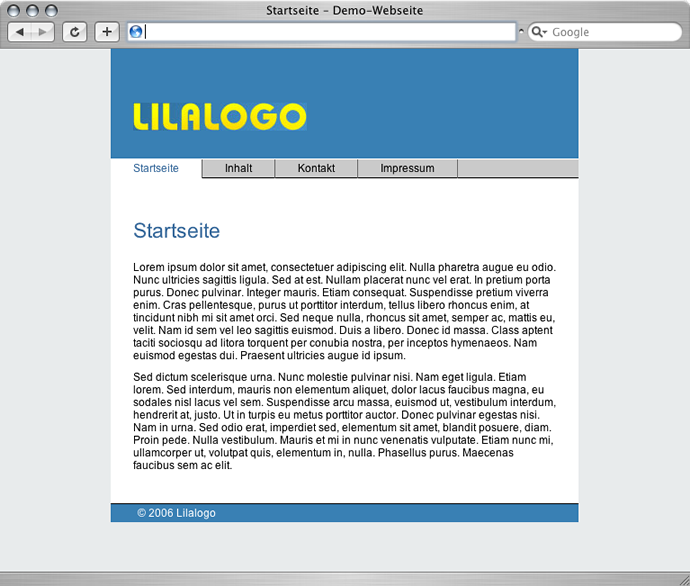 Startseite – Demo-Webseite
Google
LILALOGO
Startseite Inhalt Kontakt Impressum
Startseite
Lorem ipsum dolor sit amet, consectetuer adipiscing elit. Nulla pharetra augue eu odio.
Nunc ultricies sagittis ligula. Sed at est. Nullam placerat nunc vel erat. In pretium porta
purus. Donec pulvinar. Integer mauris. Etiam consequat. Suspendisse pretium viverra
enim. Cras pellentesque, purus ut porttitor interdum, tellus libero rhoncus enim, at
tincidunt nibh mi sit amet orci. Sed neque nulla, rhoncus sit amet, semper ac, mattis eu,
velit. Nam id sem vel leo sagittis euismod. Duis a libero. Donec id massa. Class aptent
taciti sociosqu ad litora torquent per conubia nostra, per inceptos hymenaeos. Nam
euismod egestas dui. Praesent ultricies augue id ipsum.
Sed dictum scelerisque urna. Nunc molestie pulvinar nisi. Nam eget ligula. Etiam
lorem. Sed interdum, mauris non elementum aliquet, dolor lacus faucibus magna, eu
sodales nisl lacus vel sem. Suspendisse arcu massa, euismod ut, vestibulum interdum,
hendrerit at, justo. Ut in turpis eu metus porttitor auctor. Donec pulvinar egestas nisi.
Nam in urna. Sed odio erat, imperdiet sed, elementum sit amet, blandit posuere, diam.
Proin pede. Nulla vestibulum. Mauris et mi in nunc venenatis vulputate. Etiam nunc mi,
ullamcorper ut, volutpat quis, elementum in, nulla. Phasellus purus. Maecenas
faucibus sem ac elit.
© 2006 Lilalogo